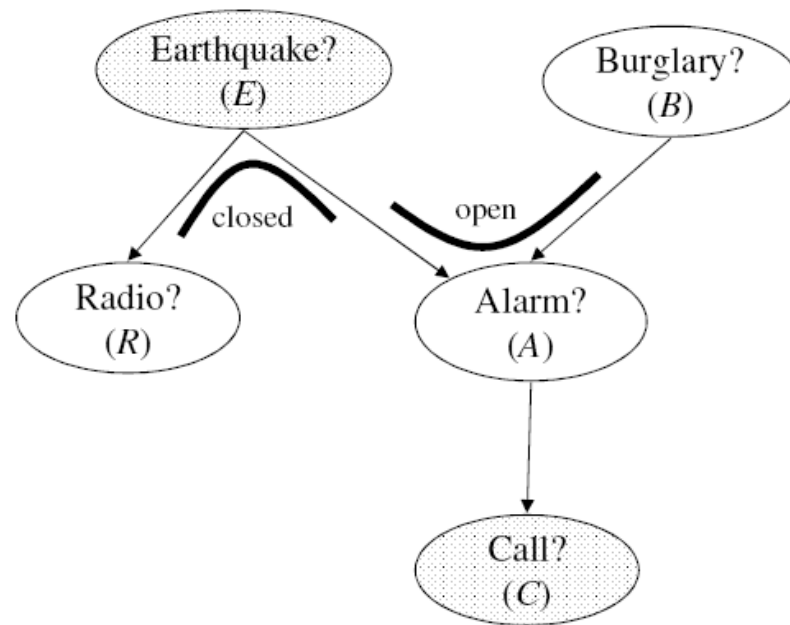 Earthquake?
(E)
Burglary?
(B)
closed
open
Radio?
(R)
Alarm?
(A)
Call?
(C)